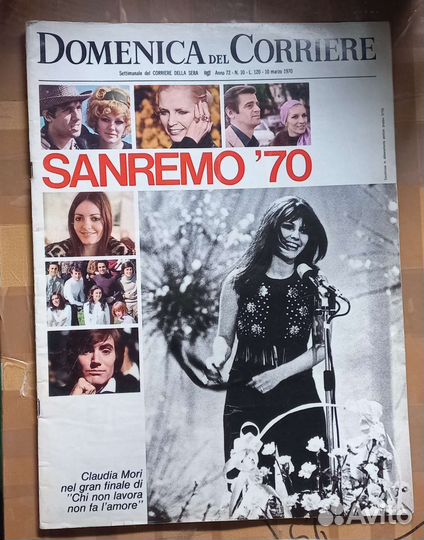 DOMENICA DEL CORRIERE
Settimanale del CORRIERE DELLA SERA Anno 72 - N. 10 - L. 120 - 10 marzo 1970
SANREMO '70
Claudia Mori
nel gran finale di
"Chi non lavora
non fa l'amore"
Avito